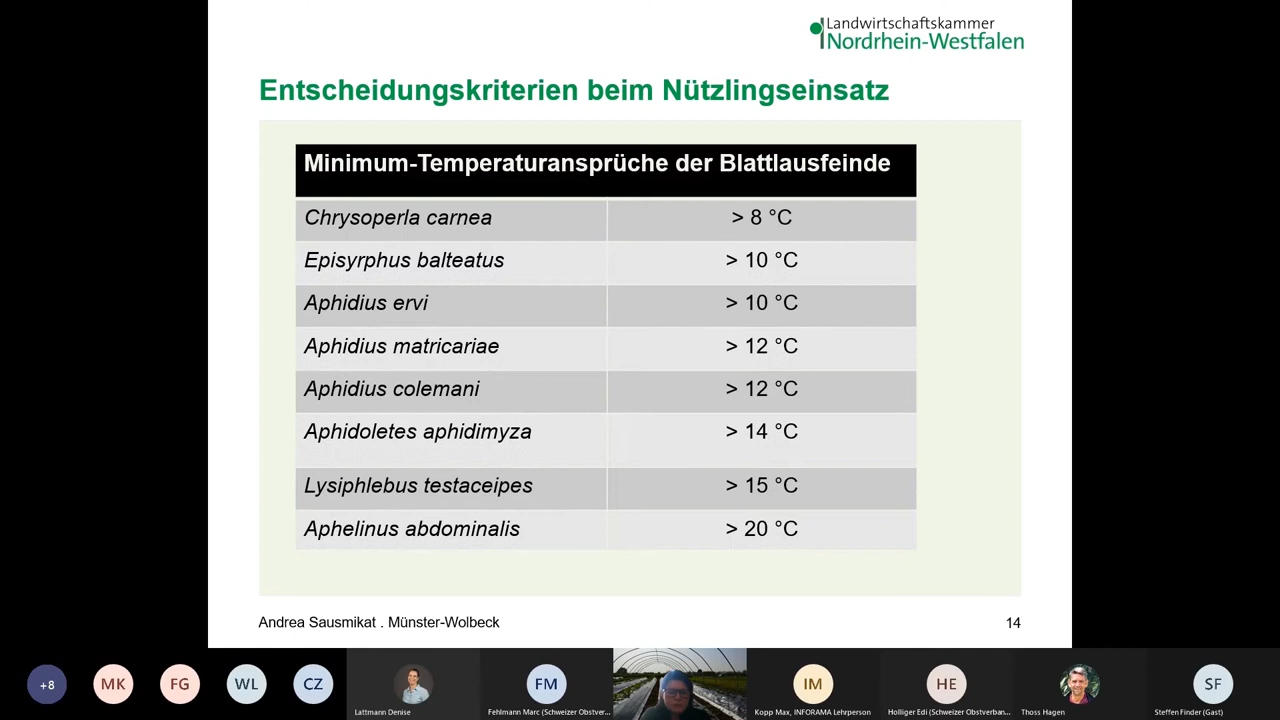 Landwirtschaftskammer
Nordrhein-Westfalen
Entscheidungskriterien beim Nützlingseinsatz
Minimum-Temperaturansprüche der Blattlausfeinde
Chrysoperla carnea > 8 °C
Episyrphus balteatus > 10 °C
Aphidius ervi > 10 °C
Aphidius matricariae > 12 °C
Aphidius colemani > 12 °C
Aphidoletes aphidimyza > 14 °C
Lysiphlebus testaceipes > 15 °C
Aphelinus abdominalis > 20 °C
Andrea Sausmikat . Münster-Wolbeck 14
+8 MK FG WL CZ FM IM HE SF
Lattmann Denise Fehlmann Marc (Schweizer Obstver... Kopp Max, INFORAMA Lehrperson Holliger Edi (Schweizer Obstverban... Thoss Hagen Steffen Finder (Gast)